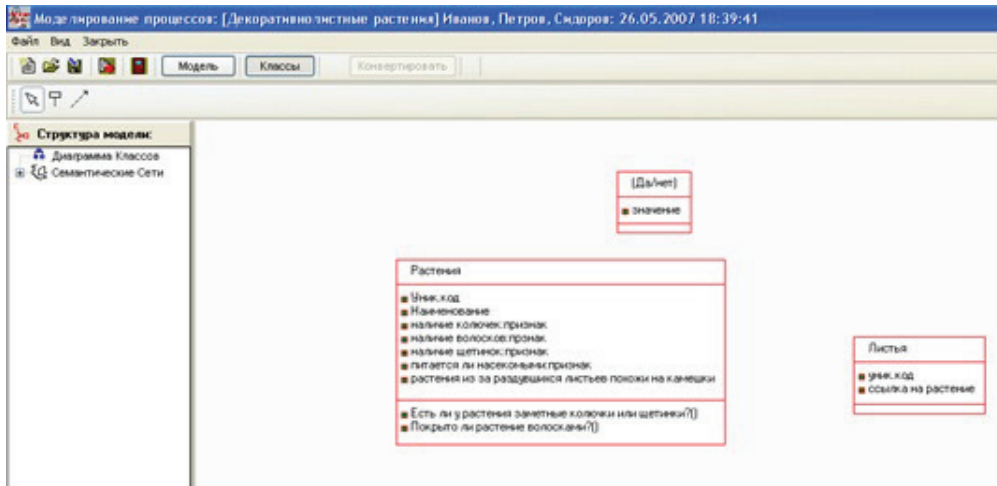 Моделирование процессов: [Декоративнолистные растения] Иванов, Петров, Сидоров: 26.05.2007 18:39:41
Файл Вид Закрыть
Модель Классы Конвертировать
Структура модели:
Диаграмма Классов
Семантические Сети
(Да/нет)
значение
Растения
Уник.код
Наименование
наличие колючек:признак
наличие волосков:прзнак
наличие щетинок:признак
питается ли насекомыми:признак
растения из за раздувшихся листьев похожи на камешки
Есть ли у растения заметные колючки или щетинки?()
Покрыто ли растение волосками?()
Листья
уник.код
ссылка на растение